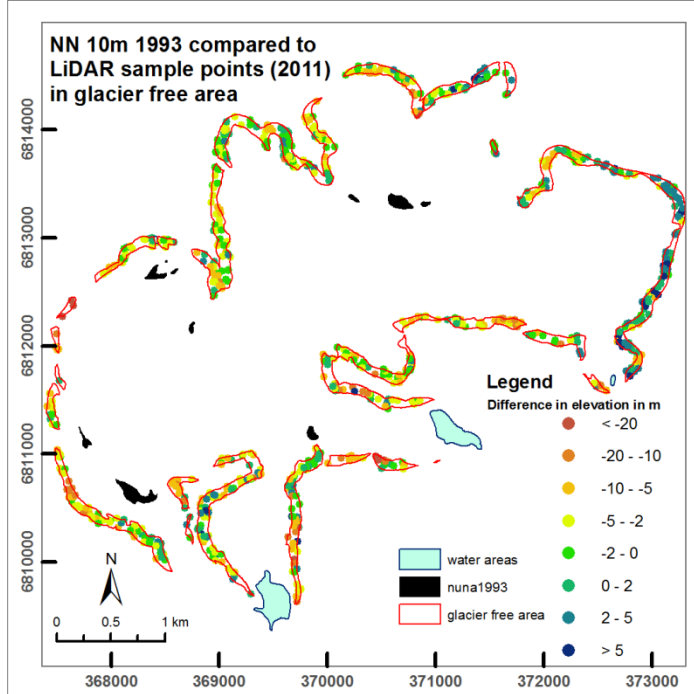 NN 10m 1993 compared to
LiDAR sample points (2011)
in glacier free area
6814000
6813000
6812000
6811000
6810000
Legend
Difference in elevation in m
< -20
-20 - -10
-10 - -5
-5 - -2
-2 - 0
0 - 2
2 - 5
> 5
water areas
nuna1993
glacier free area
N
0 0.5 1 km
368000 369000 370000 371000 372000 373000